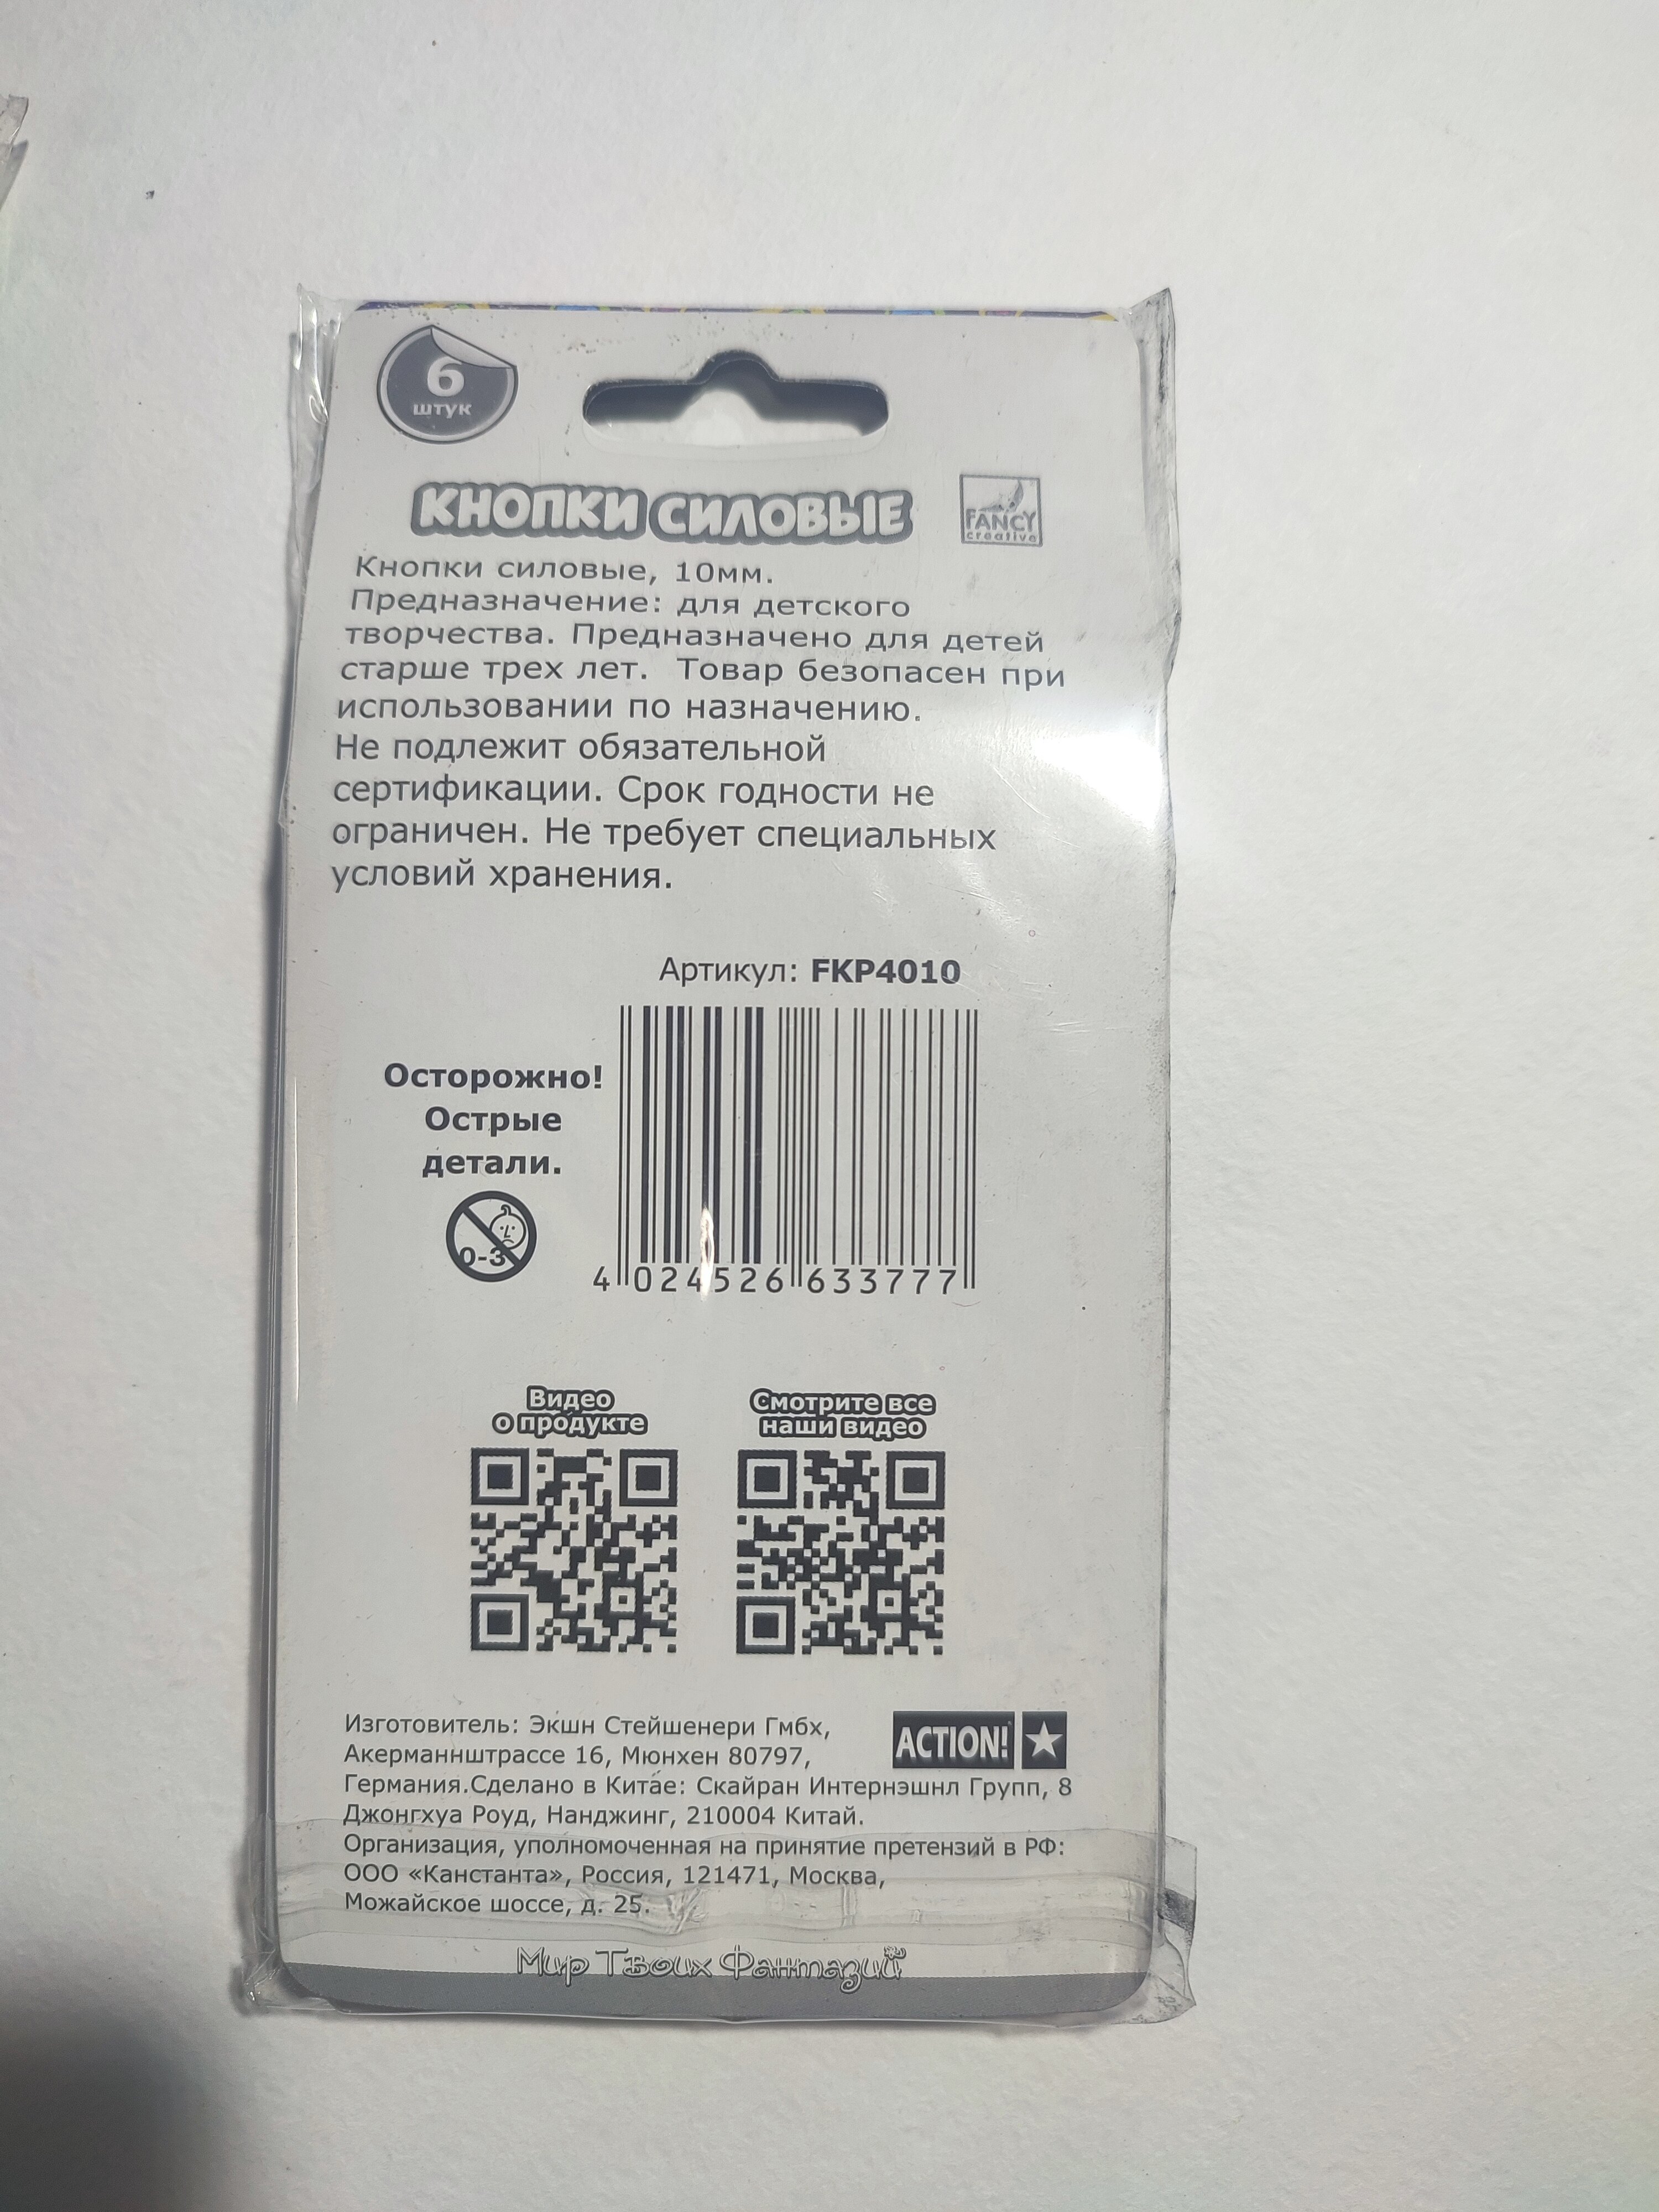 6
штук
КНОПКИ СИЛОВЫЕ
FANCY
creative
Кнопки силовые, 10мм.
Предназначение: для детского
творчества. Предназначено для детей
старше трех лет. Товар безопасен при
использовании по назначению.
Не подлежит обязательной
сертификации. Срок годности не
ограничен. Не требует специальных
условий хранения.
Артикул: FKP4010
Осторожно!
Острые
детали.
0-3
4 024526 633777
Видео
о продукте
Смотрите все
наши видео
Изготовитель: Экшн Стейшенери Гмбх,
Акерманнштрассе 16, Мюнхен 80797,
Германия.Сделано в Китае: Скайран Интернэшнл Групп, 8
Джонгхуа Роуд, Нанджинг, 210004 Китай.
Организация, уполномоченная на принятие претензий в РФ:
ООО «Канстанта», Россия, 121471, Москва,
Можайское шоссе, д. 25.
ACTION!
Мир Твоих Фантазий